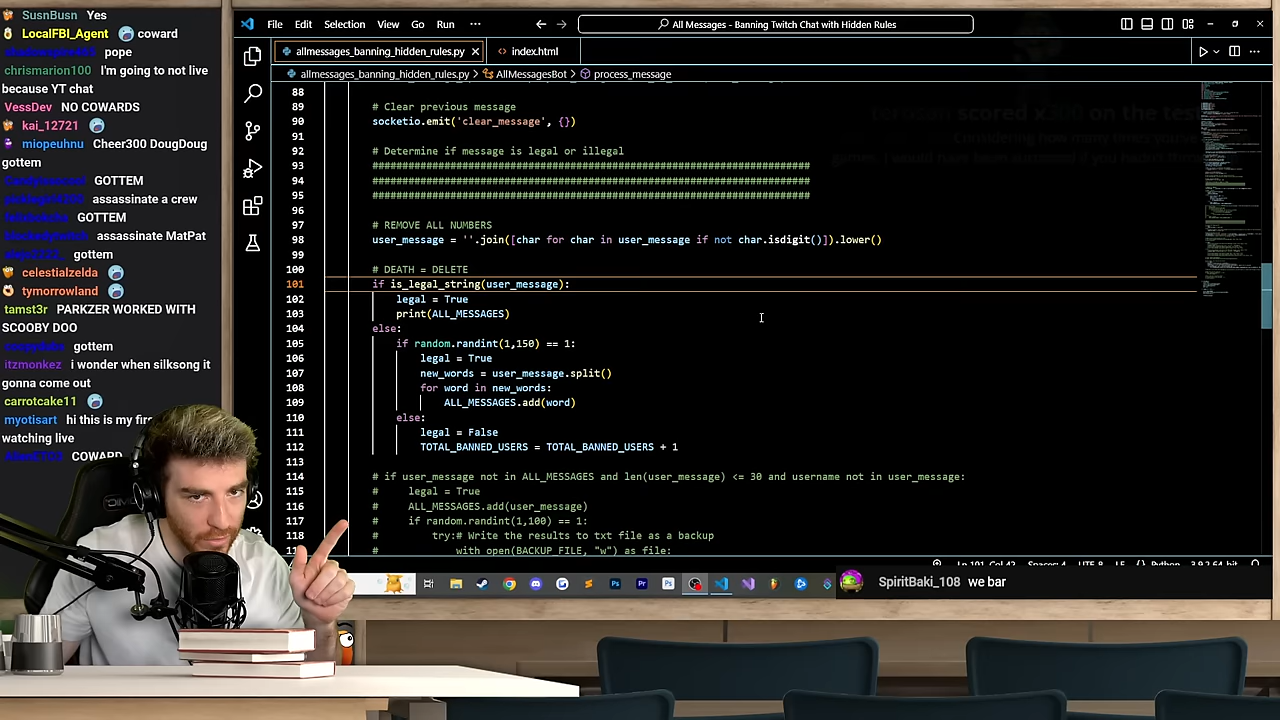 SusnBusn Yes
LocalFBI_Agent coward
pope
chrismarion100 I'm going to not live
because YT chat
VessDev NO COWARDS
kai_12721
miopeuhnu Cheer300 DougDoug
gottem
GOTTEM
assassin a crew
GOTTEM
assassinate MatPat
gottem
celestialzelda
tymorrowland
tamst3r PARKZER WORKED WITH
SCOOBY DOO
gottem
itzmonkez i wonder when silksong it
gonna come out
carrotcake11
myotisart hi this is my firs
watching live
COWARD
File Edit Selection View Go Run ···
All Messages - Banning Twitch Chat with Hidden Rules
allmessages_banning_hidden_rules.py
index.html
allmessages_banning_hidden_rules.py > AllMessagesBot > process_message
88
89 # Clear previous message
90 socketio.emit('clear_message', {})
91
92 # Determine if message is legal or illegal
93 #########################################################################
94 #########################################################################
95 #########################################################################
96
97 # REMOVE ALL NUMBERS
98 user_message = ''.join([char for char in user_message if not char.isdigit()]).lower()
99
100 # DEATH = DELETE
101 if is_legal_string(user_message):
102 legal = True
103 print(ALL_MESSAGES)
104 else:
105 if random.randint(1,150) == 1:
106 legal = True
107 new_words = user_message.split()
108 for word in new_words:
109 ALL_MESSAGES.add(word)
110 else:
111 legal = False
112 TOTAL_BANNED_USERS = TOTAL_BANNED_USERS + 1
113
114 # if user_message not in ALL_MESSAGES and len(user_message) <= 30 and username not in user_message:
115 # legal = True
116 # ALL_MESSAGES.add(user_message)
117 # if random.randint(1,100) == 1:
118 # try:# Write the results to txt file as a backup
# with open(BACKUP_FILE, "w") as file:
SpiritBaki_108 we bar